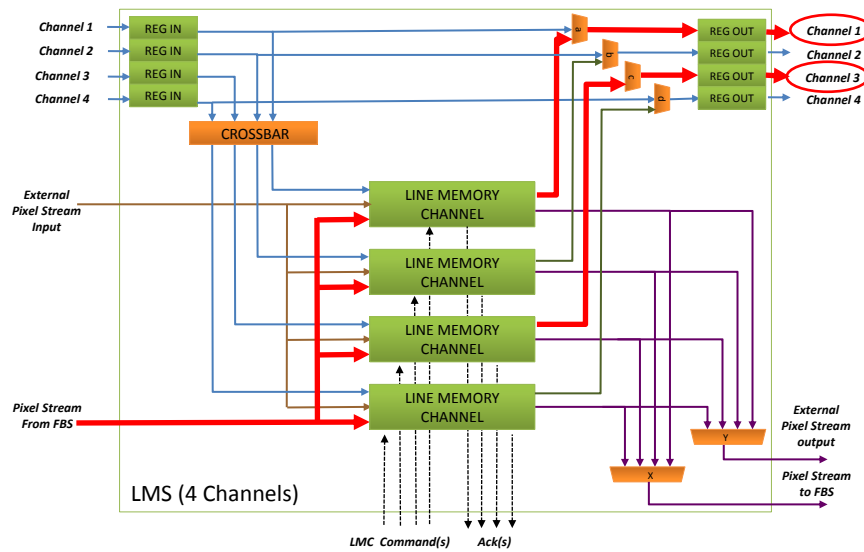 Channel 1
Channel 2
Channel 3
Channel 4
REG IN
REG IN
REG IN
REG IN
CROSSBAR
a
b
c
d
REG OUT
REG OUT
REG OUT
REG OUT
Channel 1
Channel 2
Channel 3
Channel 4
External
Pixel Stream
Input
LINE MEMORY
CHANNEL
LINE MEMORY
CHANNEL
LINE MEMORY
CHANNEL
LINE MEMORY
CHANNEL
Pixel Stream
From FBS
Y
X
External
Pixel Stream
output
Pixel Stream
to FBS
LMS (4 Channels)
LMC Command(s)
Ack(s)